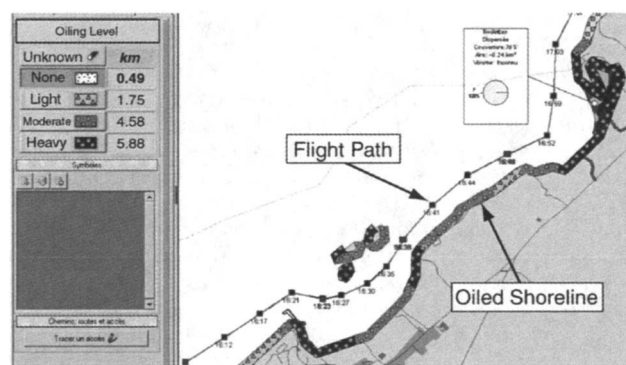 Oiling Level
Unknown km
None 0.49
Light 1.75
Moderate 4.58
Heavy 5.88
Symboles
Chemins, routes et accès
Tracer un accès
Flight Path
Oiled Shoreline
17:03
16:59
16:52
16:44
16:41
16:35
16:30
16:27
16:23
16:21
16:17
16:12
100%